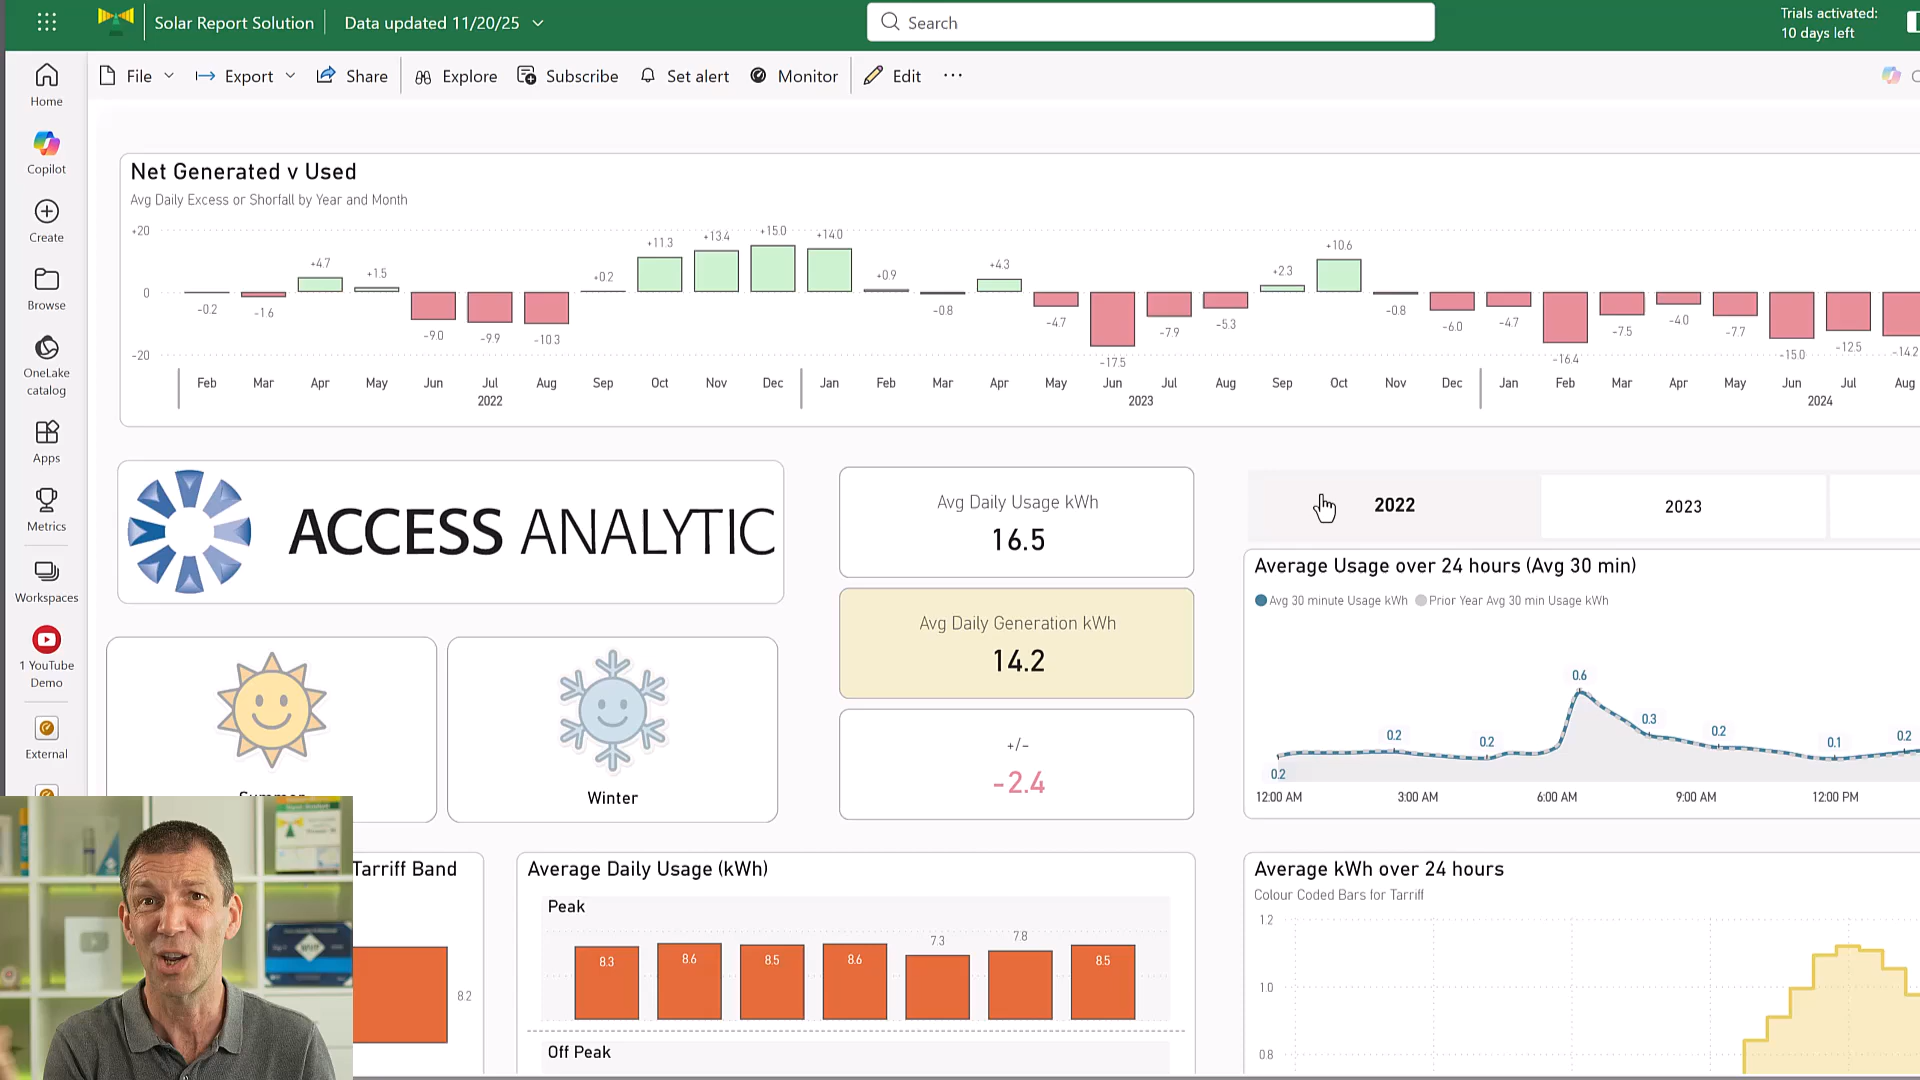 Solar Report Solution
Data updated 11/20/25
Search
Trials activated:
10 days left
File
Export
Share
Explore
Subscribe
Set alert
Monitor
Edit
Home
Copilot
Create
Browse
OneLake
catalog
Apps
Metrics
Workspaces
1 YouTube
Demo
External
Net Generated v Used
Avg Daily Excess or Shorfall by Year and Month
+20
0
-20
-0.2
-1.6
+4.7
+1.5
-9.0
-9.9
-10.3
+0.2
+11.3
+13.4
+15.0
+14.0
+0.9
-0.8
+4.3
-4.7
-17.5
-7.9
-5.3
+2.3
+10.6
-0.8
-6.0
-4.7
-16.4
-7.5
-4.0
-7.7
-15.0
-12.5
-14.2
Feb Mar Apr May Jun Jul Aug Sep Oct Nov Dec Jan Feb Mar Apr May Jun Jul Aug Sep Oct Nov Dec Jan Feb Mar Apr May Jun Jul Aug
2022 2023 2024
ACCESS ANALYTIC
Summer
Winter
Avg Daily Usage kWh
16.5
Avg Daily Generation kWh
14.2
+/-
-2.4
2022
2023
Average Usage over 24 hours (Avg 30 min)
Avg 30 minute Usage kWh Prior Year Avg 30 min Usage kWh
0.2
0.2
0.2
0.6
0.3
0.2
0.1
0.2
12:00 AM 3:00 AM 6:00 AM 9:00 AM 12:00 PM
Tarriff Band
8.2
Average Daily Usage (kWh)
Peak
8.3
8.6
8.5
8.6
7.3
7.8
8.5
Off Peak
Average kWh over 24 hours
Colour Coded Bars for Tarriff
1.2
1.0
0.8